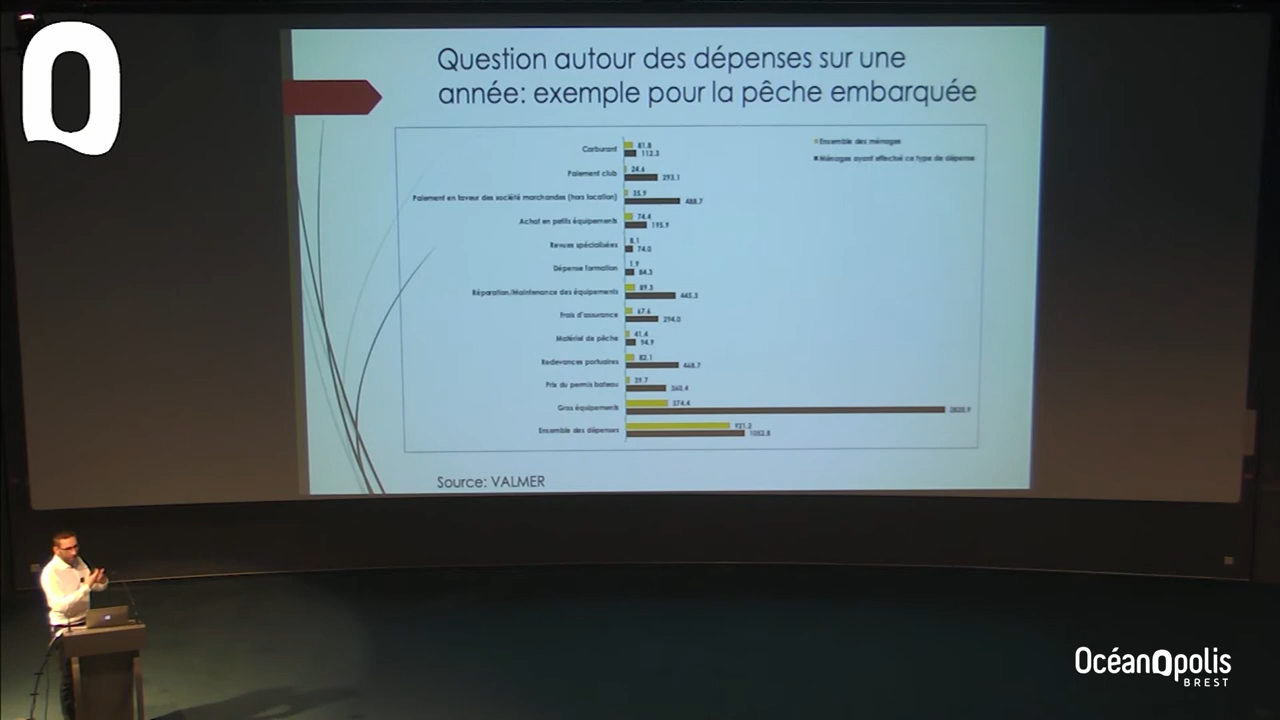 Question autour des dépenses sur une
année: exemple pour la pêche embarquée
Ensemble des ménages
Ménages ayant effectué ce type de dépense
Carburant
81.8
112.3
Paiement club
24.6
293.1
Paiement en faveur des société marchandes (hors location)
35.9
488.7
Achat en petits équipements
74.4
195.9
Revues spécialisées
8.1
74.0
Dépense formation
1.9
84.3
Réparation/Maintenance des équipements
89.3
445.3
Frais d'assurance
67.6
294.0
Matériel de pêche
41.4
94.9
Redevances portuaires
82.1
468.7
Prix du permis bateau
39.7
360.4
Gros équipements
374.4
Ensemble des dépenses
921.2
1052.8
Source: VALMER
OcéanOpolis
BREST